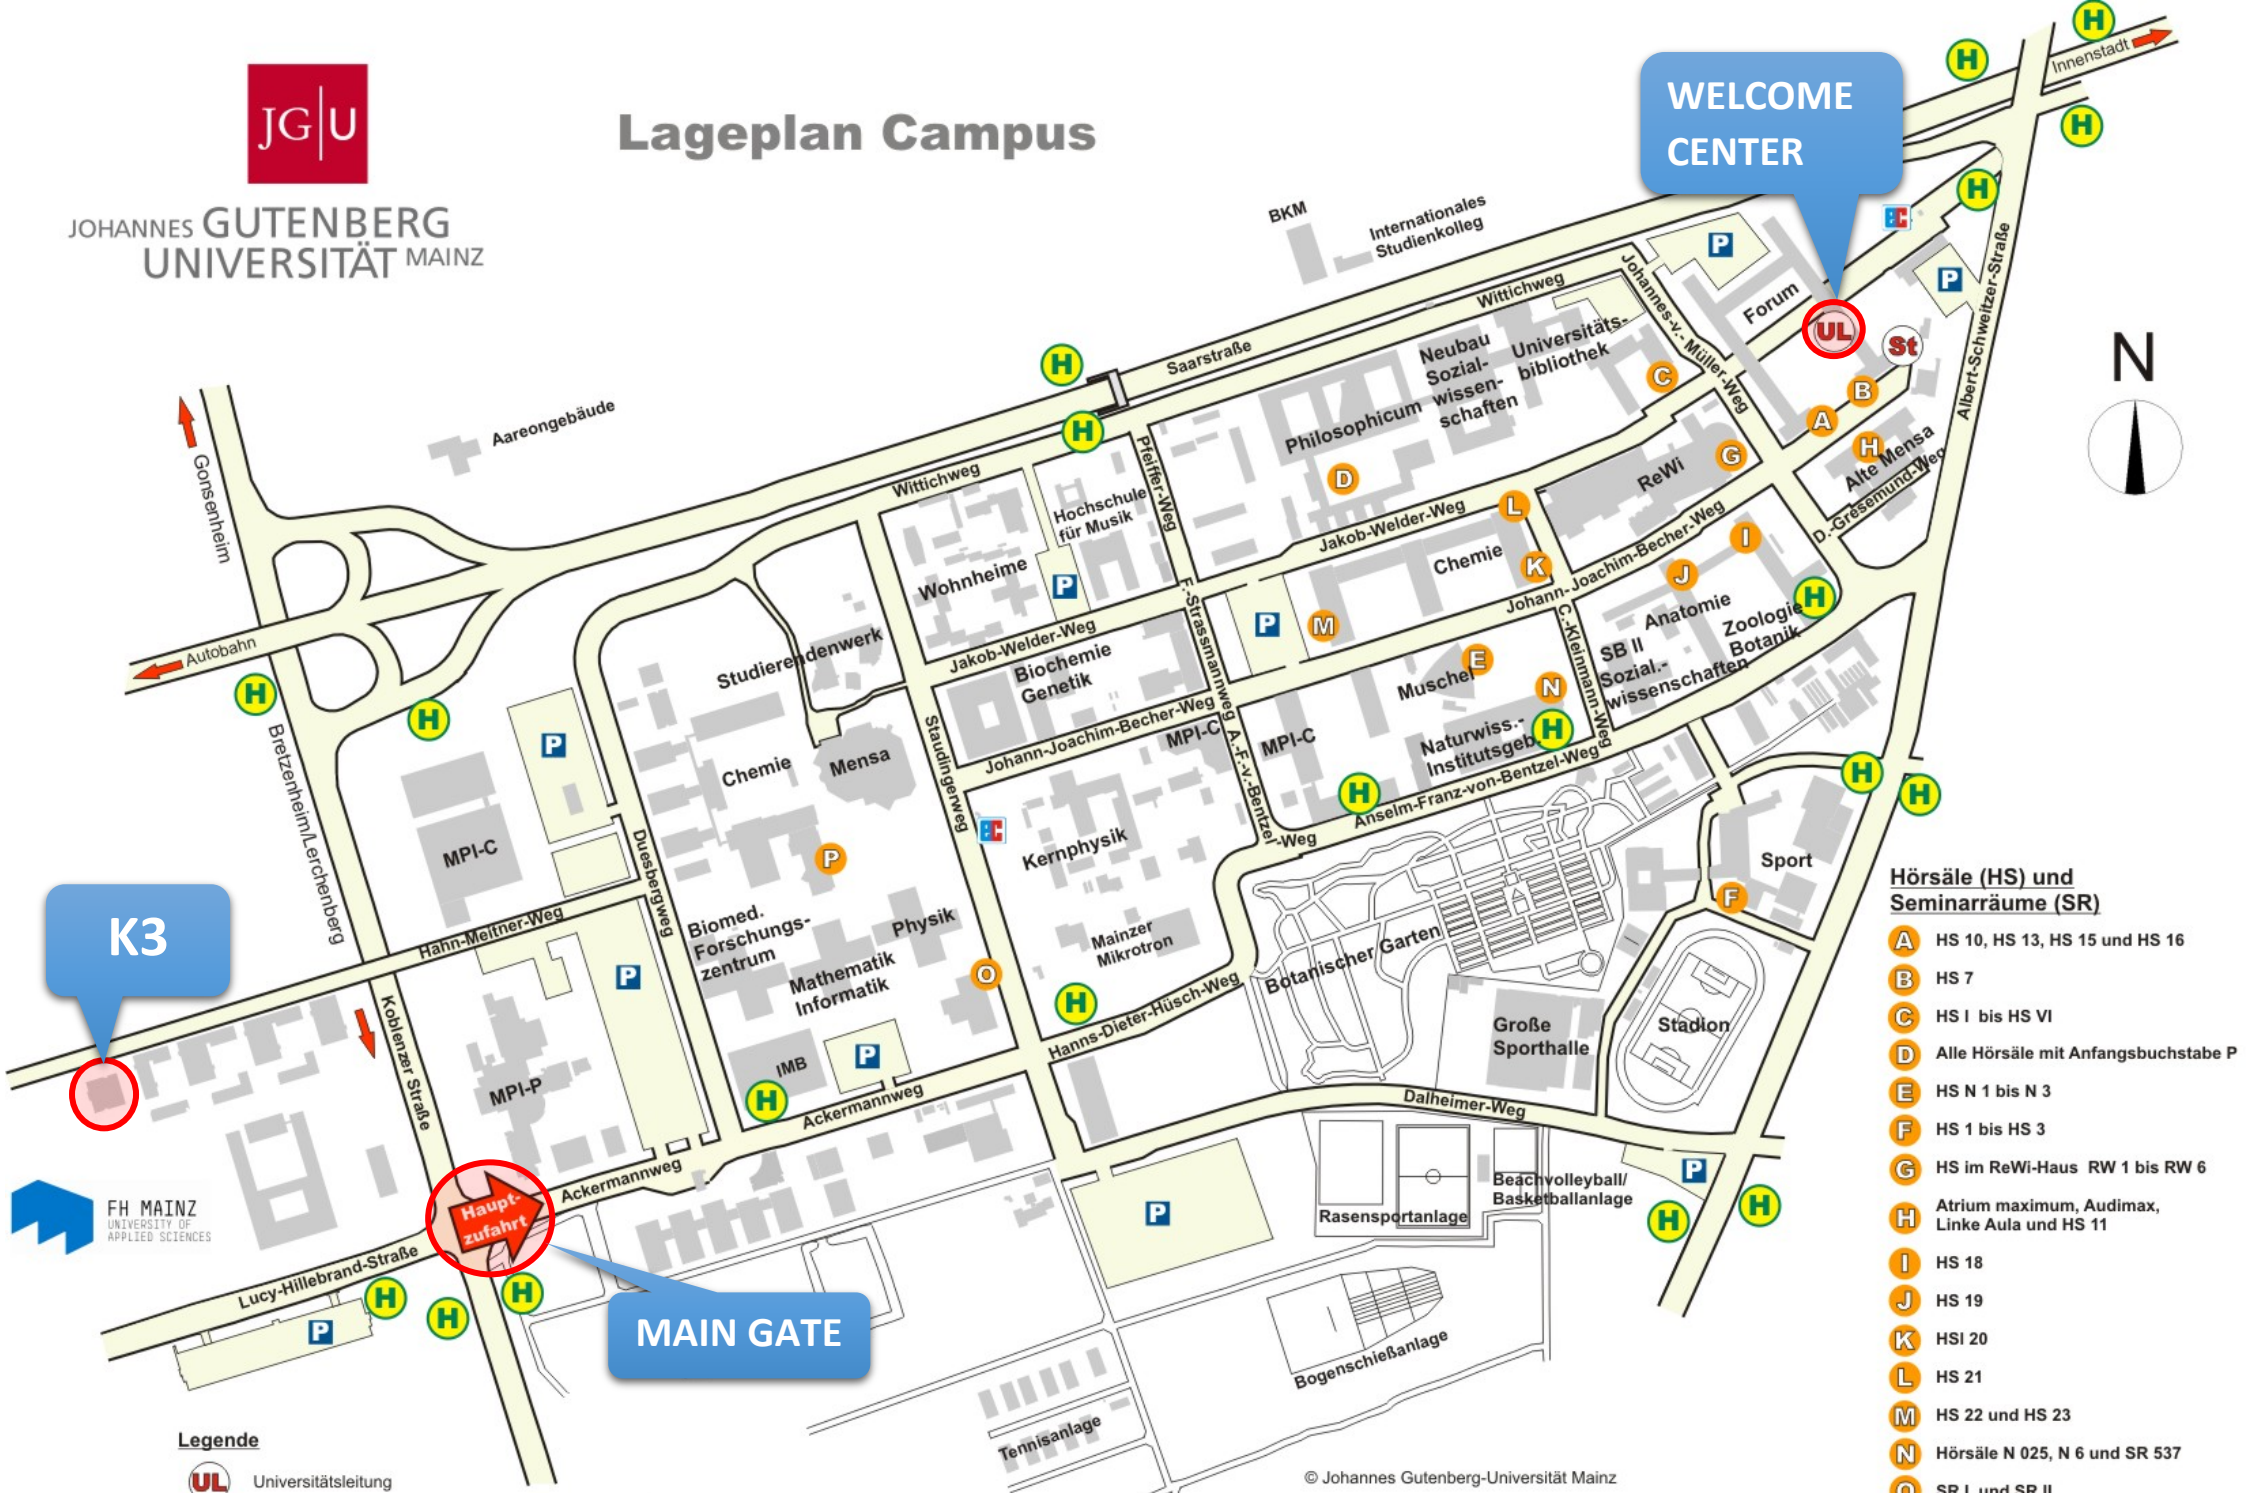 JG|U
JOHANNES GUTENBERG
UNIVERSITÄT MAINZ
Lageplan Campus
WELCOME
CENTER
Innenstadt
H
H
H
H
BKM
Internationales
Studienkolleg
P
P
Forum
UL
St
N
Saarstraße
Wittichweg
Johannes-v.- Müller-Weg
Albert-Schweitzer-Straße
Neubau
Sozial-
wissen-
schaften
Universitäts-
bibliothek
Philosophicum
C
B
A
H
Alte Mensa
D.-Gresemund-Weg
ReWi
G
D
L
K
M
I
J
H
H
Aareongebäude
Gonsenheim
Autobahn
Wittichweg
Pfeiffer-Weg
Hochschule
für Musik
Wohnheime
P
Jakob-Welder-Weg
Chemie
Johann-Joachim-Becher-Weg
F.-Strassmannweg
P
Anatomie
Zoologie
Botanik
H
SB II
Sozial.-
wissenschaften
C.-Kleinmann-Weg
Muschel
E
N
Naturwiss.-
Institutsgeb.
H
H
Studierendenwerk
Jakob-Welder-Weg
Biochemie
Genetik
Johann-Joachim-Becher-Weg
MPI-C
MPI-C
A.-F.-v.-Bentzel
-Weg
Anselm-Franz-von-Bentzel-Weg
H
H
Bretzenheim/Lerchenberg
P
MPI-C
Chemie
Mensa
Staudingerweg
Kernphysik
Duesbergweg
P
H
H
Sport
F
K3
Hahn-Meitner-Weg
Biomed.
Forschungs-
zentrum
Physik
Mathematik
Informatik
O
Mainzer
Mikrotron
H
Hanns-Dieter-Hüsch-Weg
Botanischer Garten
Große
Sporthalle
Stadion
P
Koblenzer Straße
MPI-P
IMB
P
H
Ackermannweg
Ackermannweg
Dalheimer-Weg
Haupt-
zufahrt
FH MAINZ
UNIVERSITY OF
APPLIED SCIENCES
Lucy-Hillebrand-Straße
H
H
H
P
MAIN GATE
P
Rasensportanlage
Beachvolleyball/
Basketballanlage
P
H
H
Bogenschießanlage
Tennisanlage
Hörsäle (HS) und
Seminarräume (SR)
A HS 10, HS 13, HS 15 und HS 16
B HS 7
C HS I bis HS VI
D Alle Hörsäle mit Anfangsbuchstabe P
E HS N 1 bis N 3
F HS 1 bis HS 3
G HS im ReWi-Haus RW 1 bis RW 6
H Atrium maximum, Audimax,
Linke Aula und HS 11
I HS 18
J HS 19
K HSI 20
L HS 21
M HS 22 und HS 23
N Hörsäle N 025, N 6 und SR 537
O SR I und SR II
Legende
UL Universitätsleitung
© Johannes Gutenberg-Universität Mainz